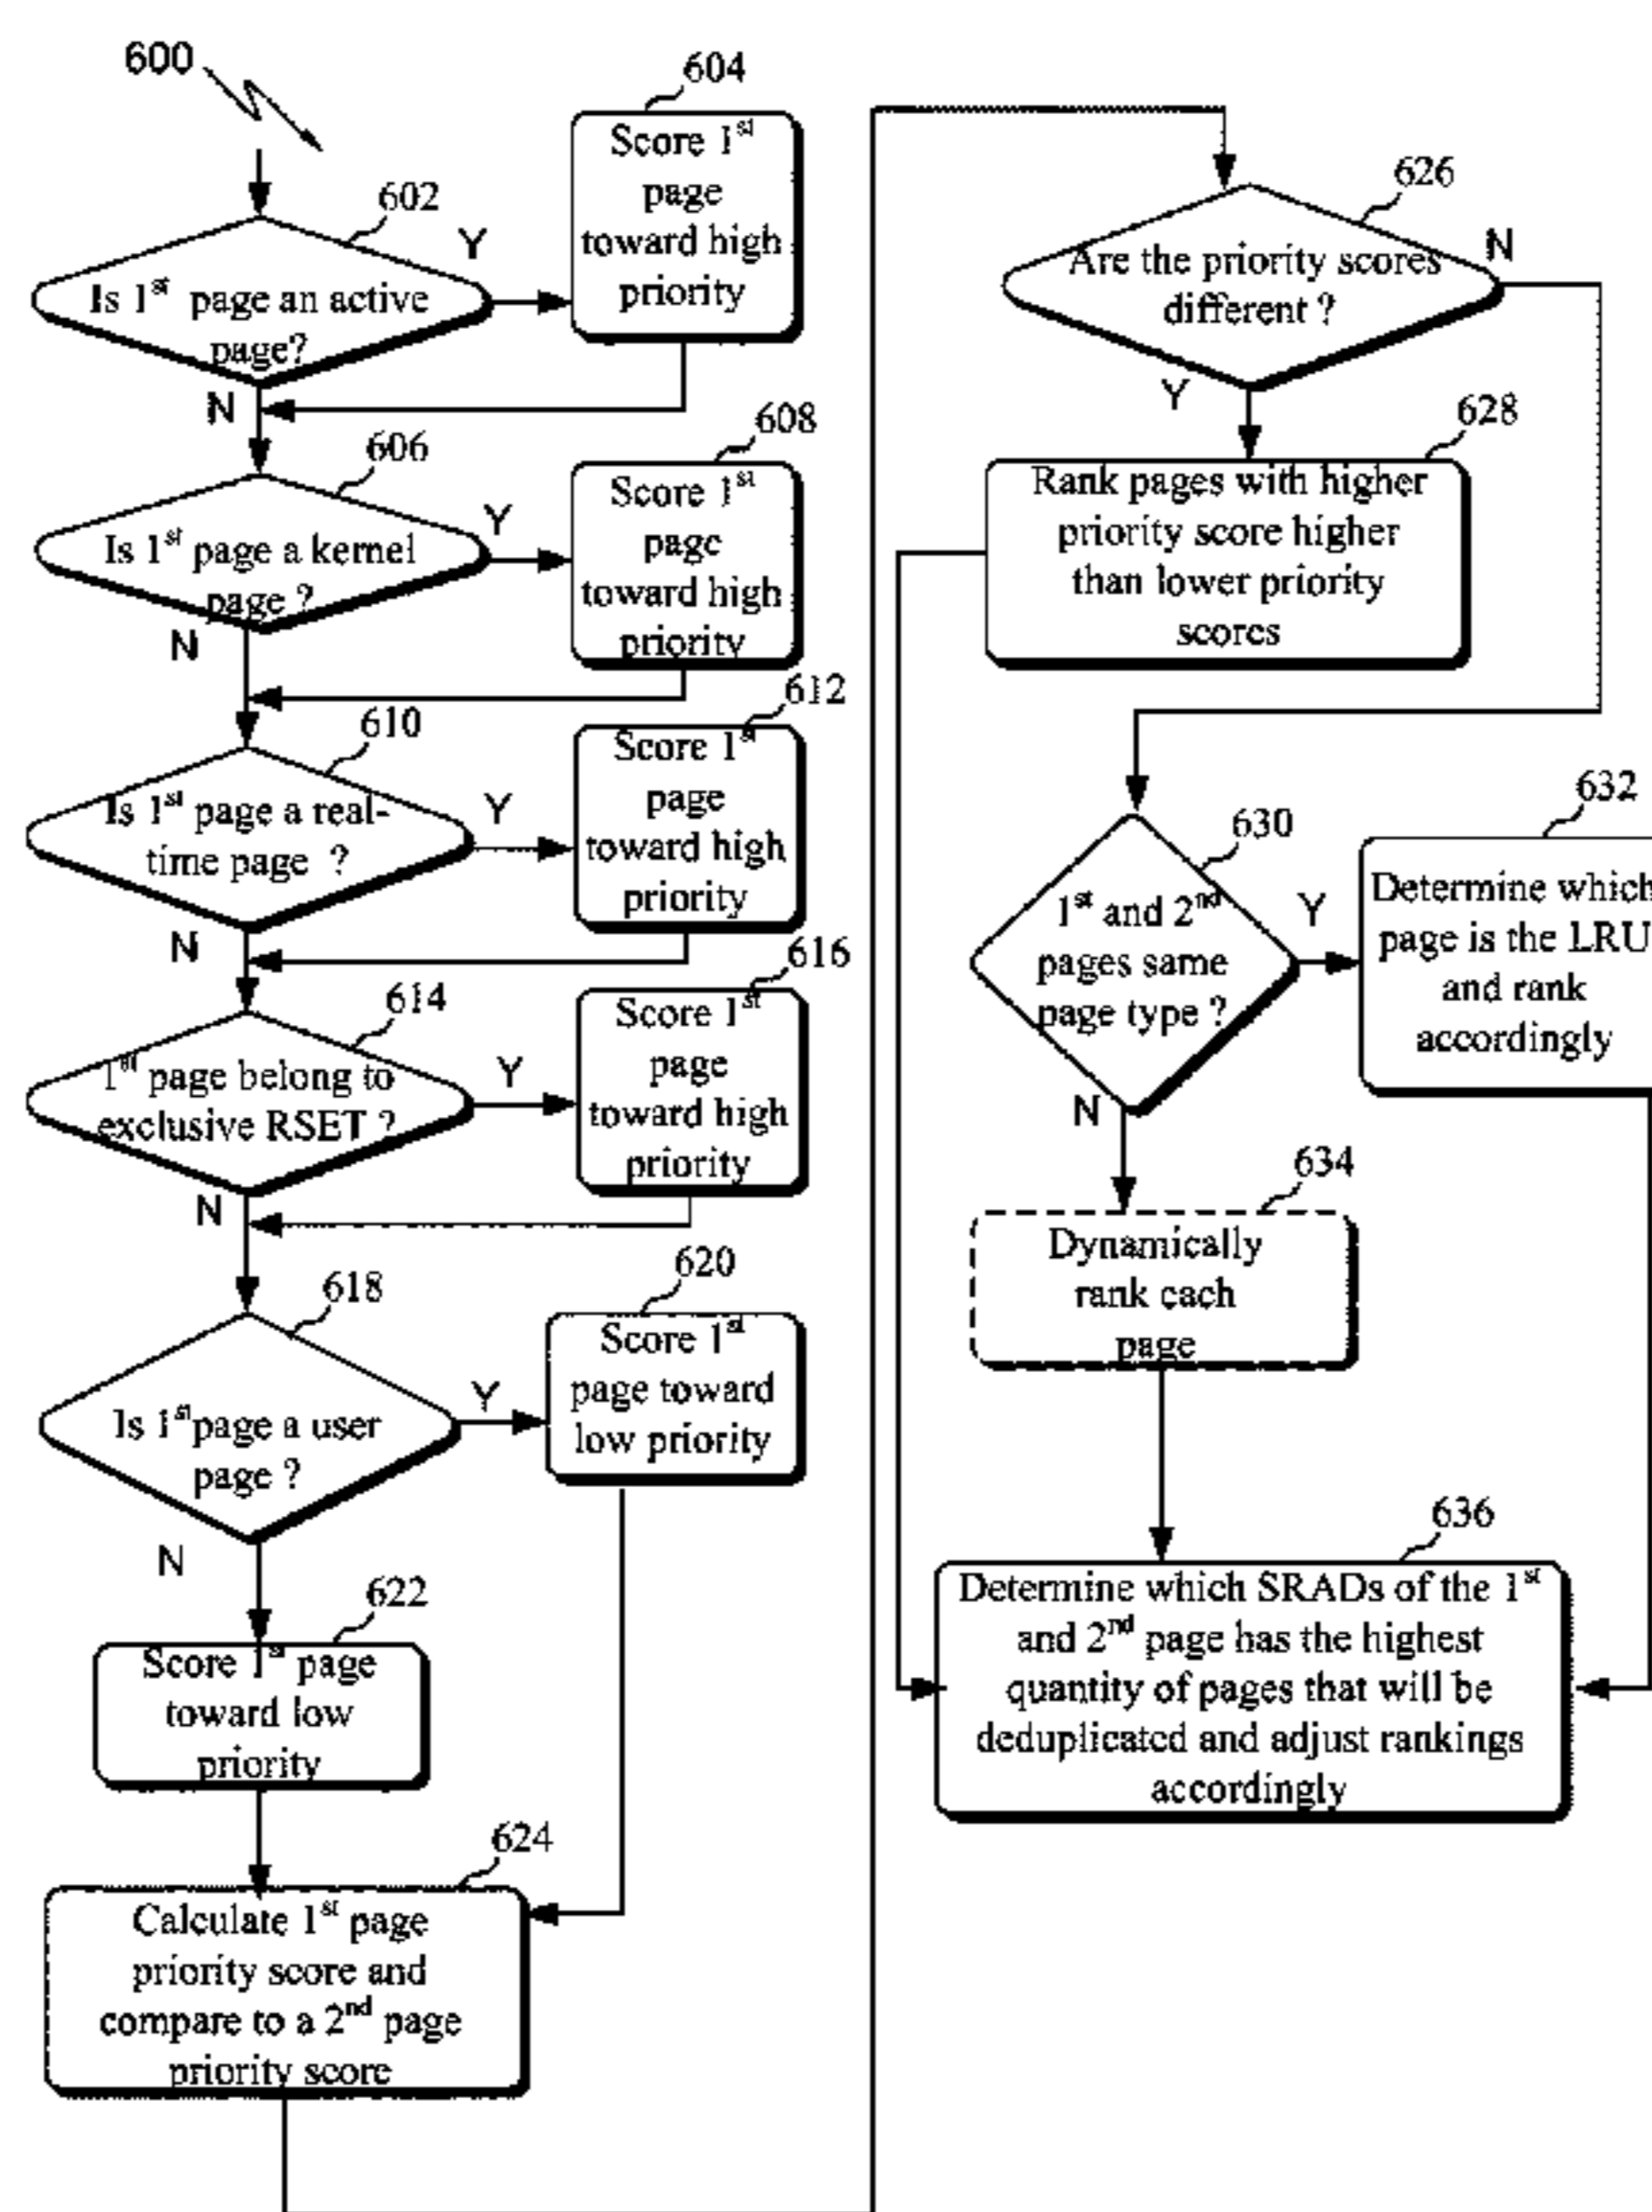 600
604
Score 1st
page
toward high
priority
602
Y
Is 1st page an active
page?
N
608
606
Score 1st
page
toward high
priority
Y
Is 1st page a kernel
page ?
N
612
610
Score 1st
page
toward high
priority
Is 1st page a real-
time page ?
Y
N
616
614
Score 1st
page
toward high
priority
1st page belong to
exclusive RSET ?
Y
N
620
618
Score 1st
page toward
low priority
Y
Is 1st page a user
page ?
N
622
Score 1st page
toward low
priority
624
Calculate 1st page
priority score and
compare to a 2nd page
priority score
626
N
Are the priority scores
different ?
Y
628
Rank pages with higher
priority score higher
than lower priority
scores
632
630
1st and 2nd
pages same
page type ?
Y
Determine which
page is the LRU
and rank
accordingly
N
634
Dynamically
rank each
page
636
Determine which SRADs of the 1st
and 2nd page has the highest
quantity of pages that will be
deduplicated and adjust rankings
accordingly